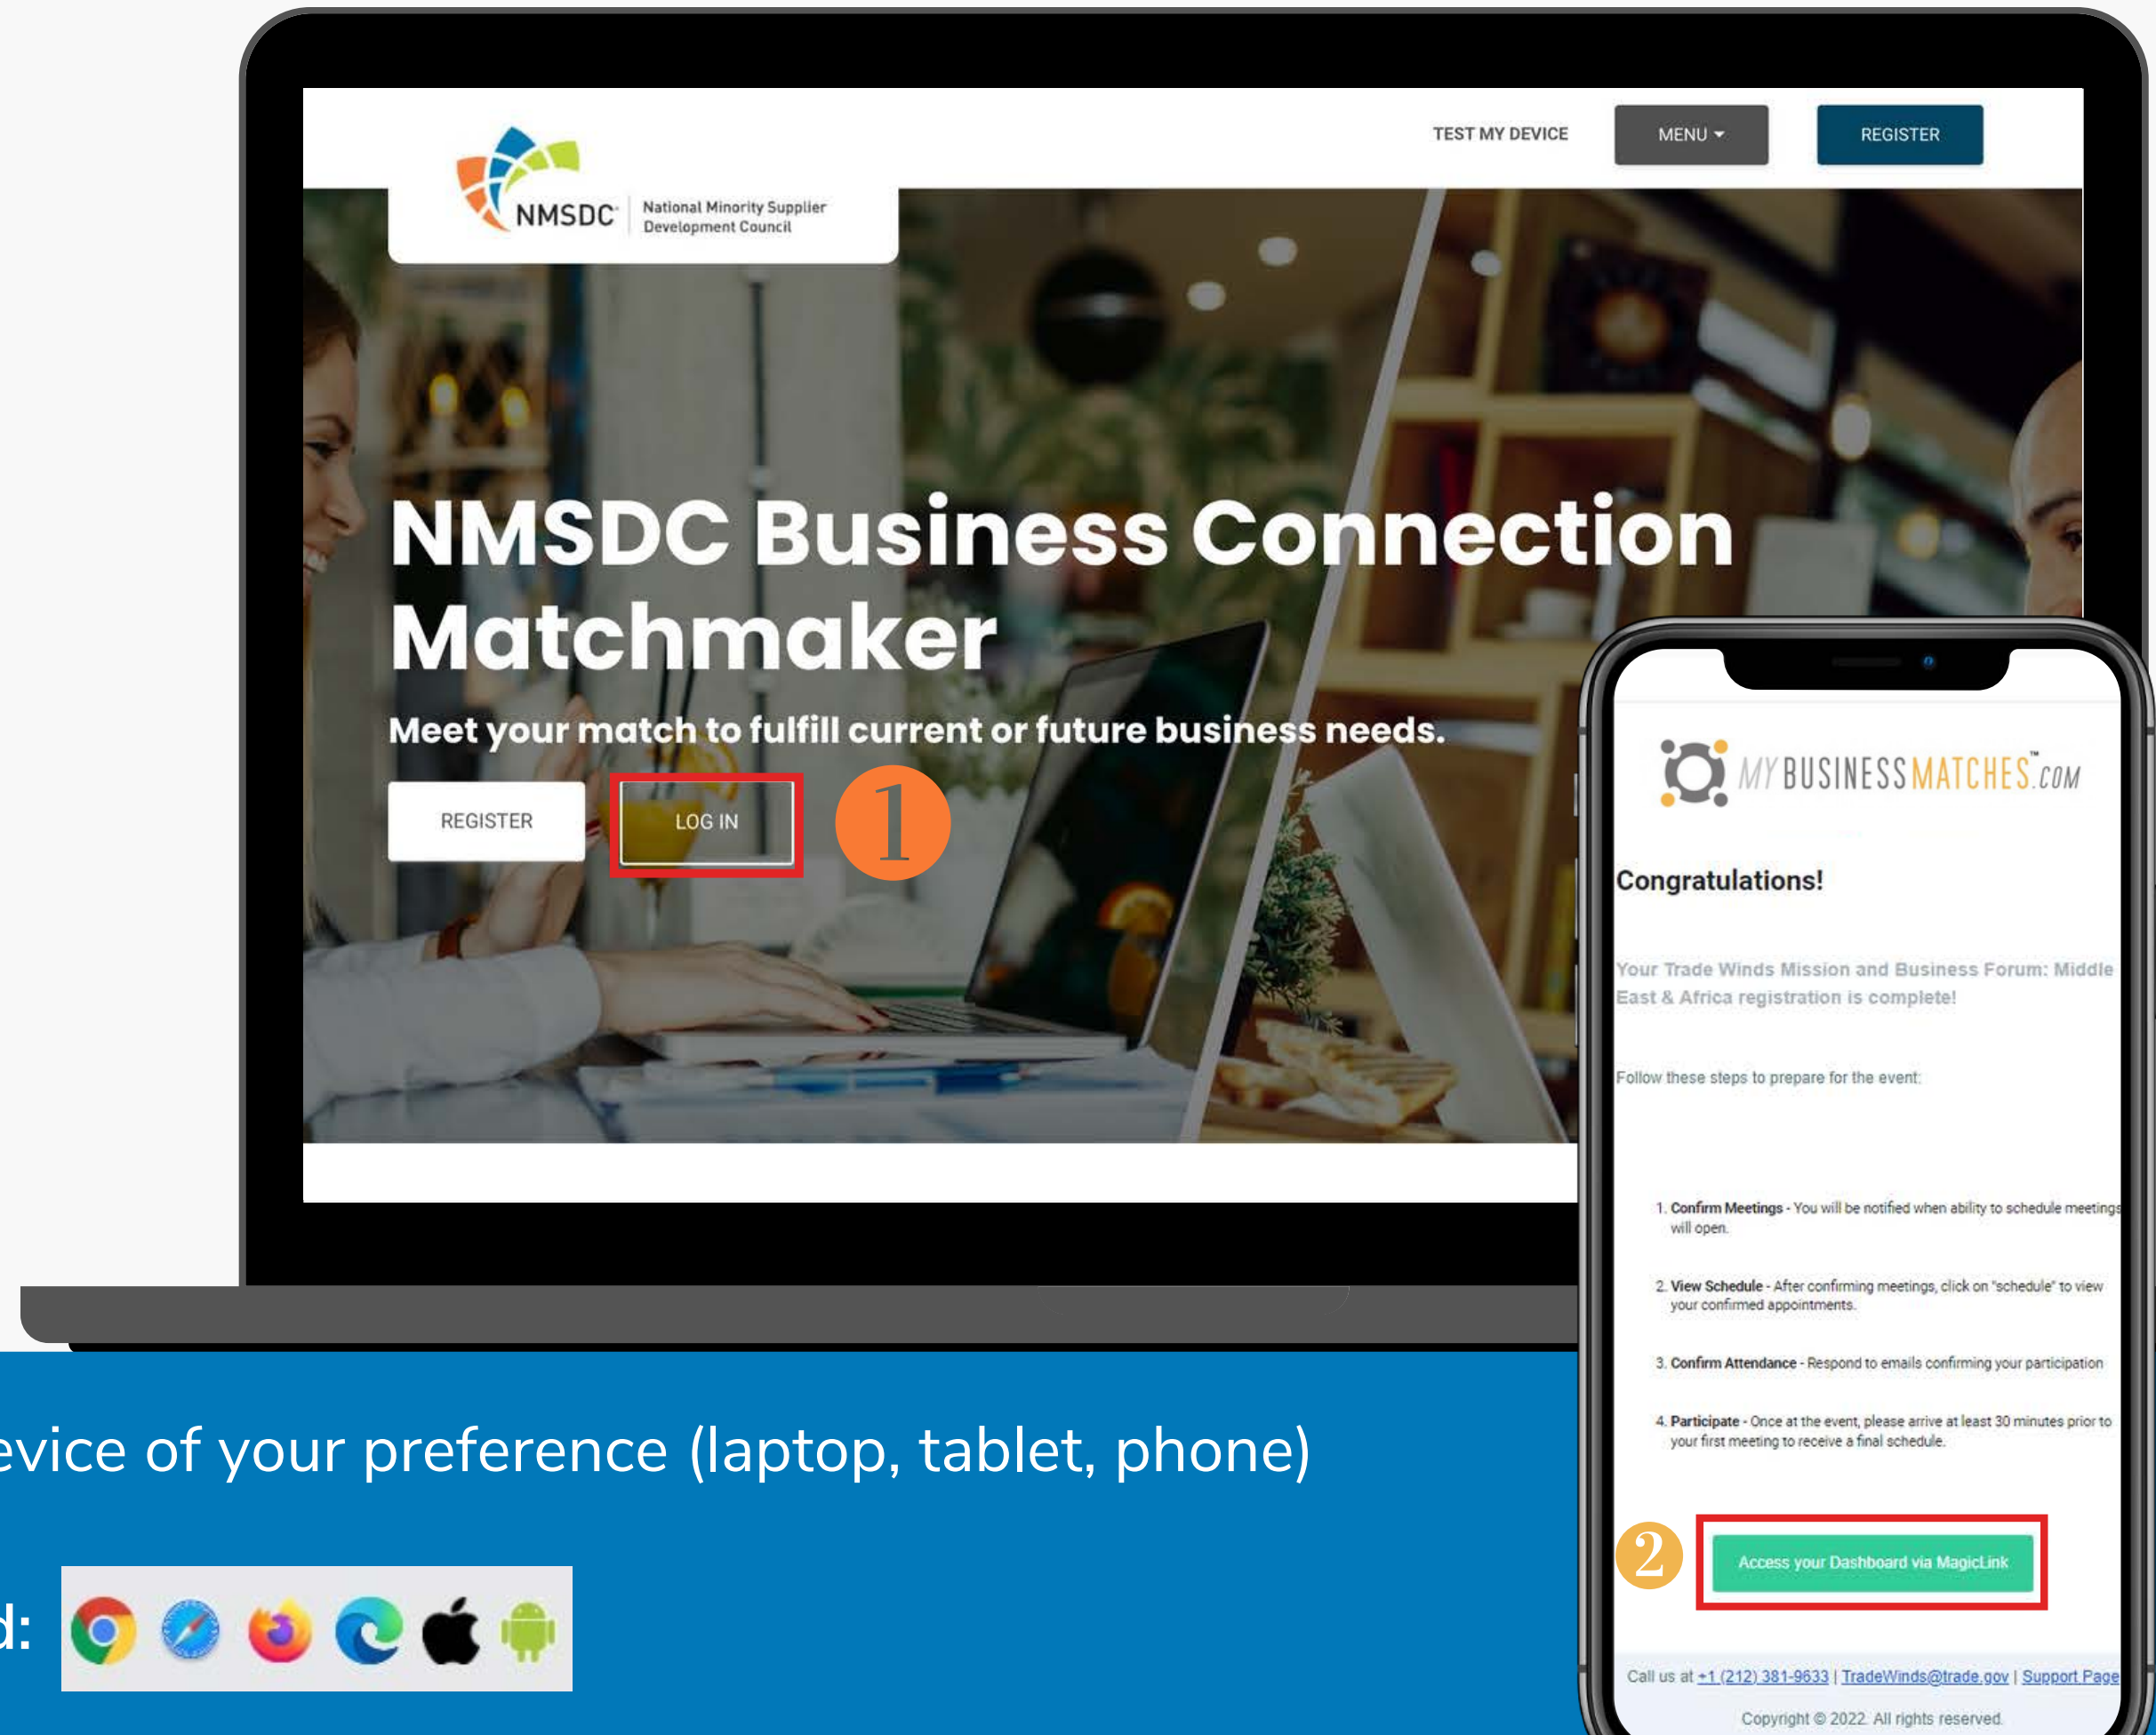 TEST MY DEVICE
MENU
REGISTER
NMSDC
National Minority Supplier
Development Council
NMSDC Business Connection
Matchmaker
Meet your match to fulfill current or future business needs.
REGISTER
LOG IN
1
MYBUSINESSMATCHES™.COM
Congratulations!
Your Trade Winds Mission and Business Forum: Middle
East & Africa registration is complete!
Follow these steps to prepare for the event:
1. Confirm Meetings - You will be notified when ability to schedule meetings
will open.
2. View Schedule - After confirming meetings, click on "schedule" to view
your confirmed appointments.
3. Confirm Attendance - Respond to emails confirming your participation
4. Participate - Once at the event, please arrive at least 30 minutes prior to
your first meeting to receive a final schedule.
2
Access your Dashboard via MagicLink
Call us at +1 (212) 381-9633 | TradeWinds@trade.gov | Support Page
Copyright © 2022. All rights reserved.
evice of your preference (laptop, tablet, phone)
d: